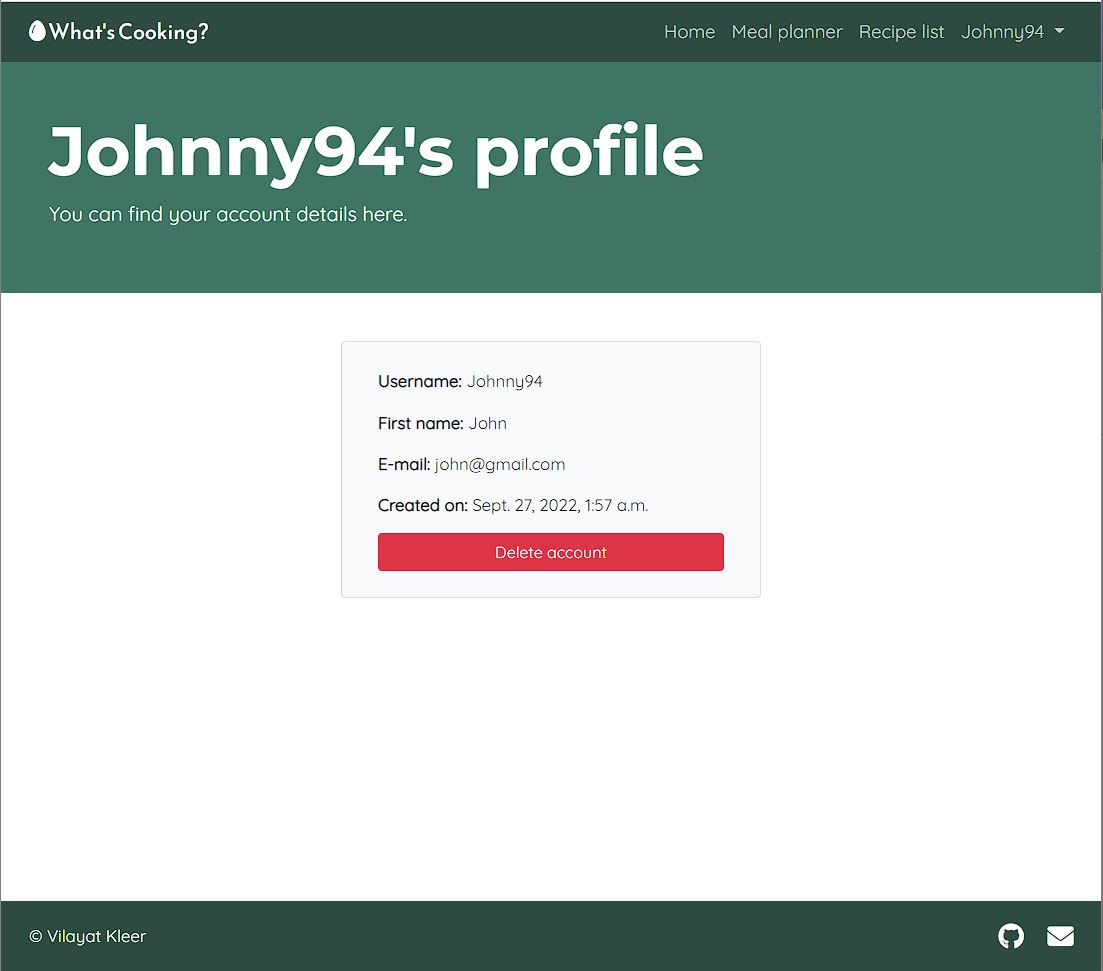 What's Cooking?
Home Meal planner Recipe list Johnny94
Johnny94's profile
You can find your account details here.
Username: Johnny94
First name: John
E-mail: john@gmail.com
Created on: Sept. 27, 2022, 1:57 a.m.
Delete account
© Vilayat Kleer